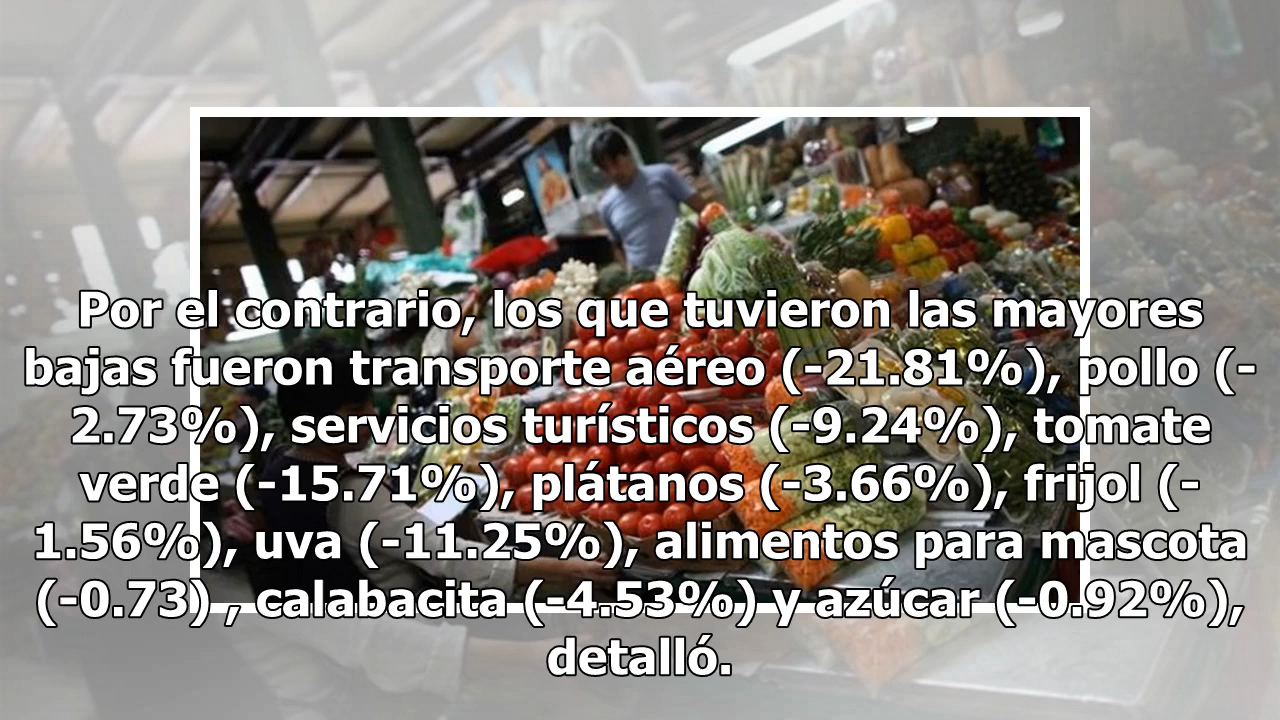 Por el contrario, los que tuvieron las mayores
bajas fueron transporte aéreo (-21.81%), pollo (-
2.73%), servicios turísticos (-9.24%), tomate
verde (-15.71%), plátanos (-3.66%), frijol (-
1.56%), uva (-11.25%), alimentos para mascota
(-0.73) , calabacita (-4.53%) y azúcar (-0.92%),
detalló.